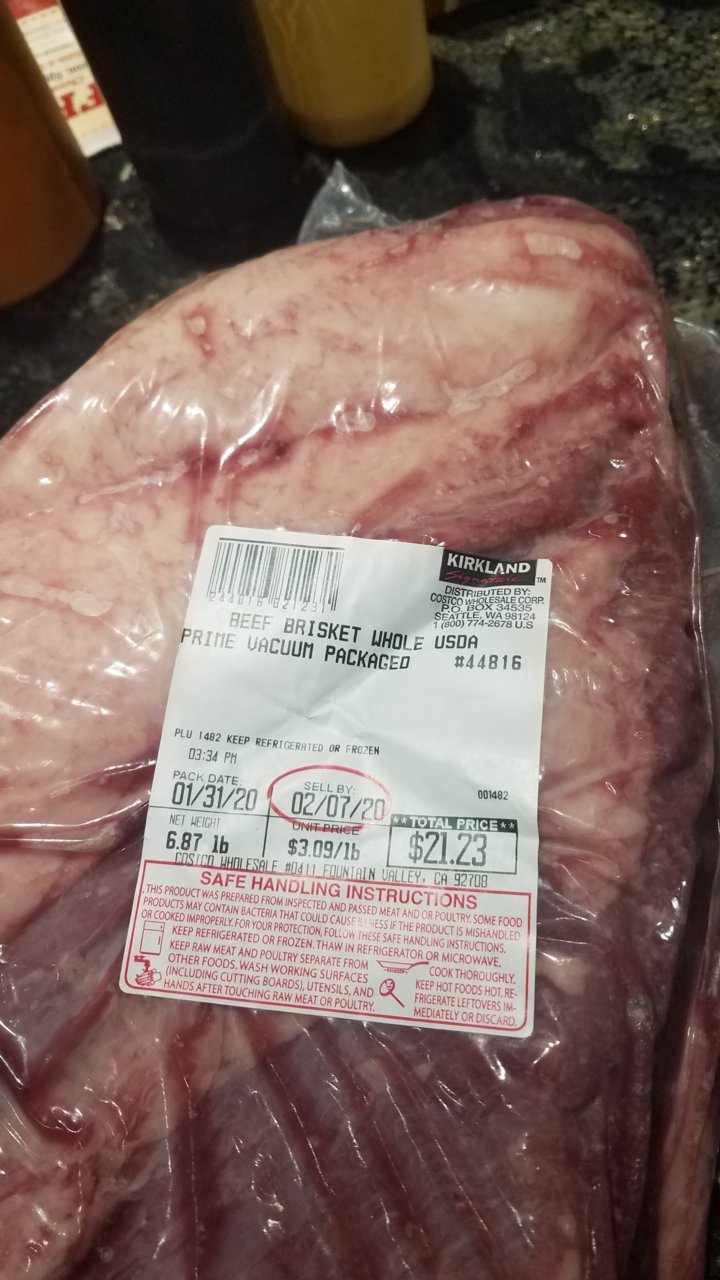 244816 821231
KIRKLAND
Signature ™
DISTRIBUTED BY:
COSTCO WHOLESALE CORP.
P.O. BOX 34535
SEATTLE, WA 98124
1 (800) 774-2678 U.S
BEEF BRISKET WHOLE USDA
PRIME VACUUM PACKAGED #44816
PLU 1482 KEEP REFRIGERATED OR FROZEN
03:34 PM
PACK DATE: SELL BY: 001482
01/31/20 02/07/20
NET WEIGHT UNIT PRICE **TOTAL PRICE**
6.87 lb $3.09/lb $21.23
COSTCO WHOLESALE #0411 FOUNTAIN VALLEY, CA 92708
SAFE HANDLING INSTRUCTIONS
THIS PRODUCT WAS PREPARED FROM INSPECTED AND PASSED MEAT AND OR POULTRY. SOME FOOD
PRODUCTS MAY CONTAIN BACTERIA THAT COULD CAUSE ILLNESS IF THE PRODUCT IS MISHANDLED
OR COOKED IMPROPERLY. FOR YOUR PROTECTION, FOLLOW THESE SAFE HANDLING INSTRUCTIONS.
KEEP REFRIGERATED OR FROZEN. THAW IN REFRIGERATOR OR MICROWAVE.
KEEP RAW MEAT AND POULTRY SEPARATE FROM
OTHER FOODS. WASH WORKING SURFACES
(INCLUDING CUTTING BOARDS), UTENSILS, AND
HANDS AFTER TOUCHING RAW MEAT OR POULTRY.
COOK THOROUGHLY.
KEEP HOT FOODS HOT. RE-
FRIGERATE LEFTOVERS IM-
MEDIATELY OR DISCARD.